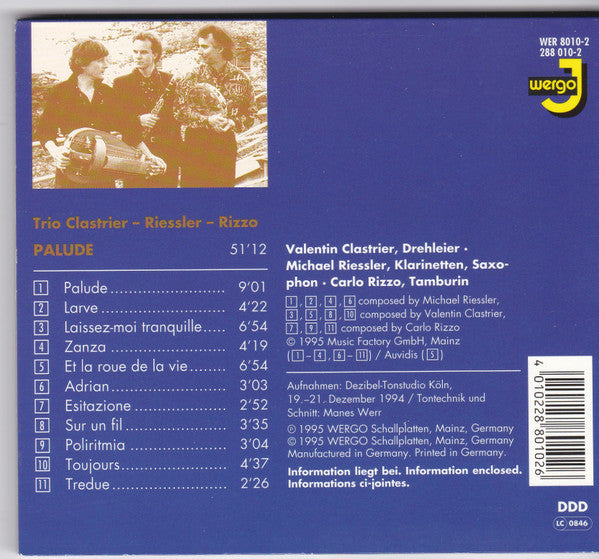 WER 8010-2
288 010-2
wergo
Trio Clastrier – Riessler – Rizzo
PALUDE 51'12
1 Palude 9'01
2 Larve 4'22
3 Laissez-moi tranquille 6'54
4 Zanza 4'19
5 Et la roue de la vie 6'54
6 Adrian 3'03
7 Esitazione 2'52
8 Sur un fil 3'35
9 Poliritmia 3'04
10 Toujours 4'37
11 Tredue 2'26
Valentin Clastrier, Drehleier ·
Michael Riessler, Klarinetten, Saxo-
phon · Carlo Rizzo, Tamburin
1, 2, 4, 6 composed by Michael Riessler,
3, 5, 8, 10 composed by Valentin Clastrier,
7, 9, 11 composed by Carlo Rizzo
© 1995 Music Factory GmbH, Mainz
(1–4, 6–11) / Auvidis (5)
Aufnahmen: Dezibel-Tonstudio Köln,
19.–21. Dezember 1994 / Tontechnik und
Schnitt: Manes Werr
℗ 1995 WERGO Schallplatten, Mainz, Germany
© 1995 WERGO Schallplatten, Mainz, Germany
Manufactured in Germany. Printed in Germany.
Information liegt bei. Information enclosed.
Informations ci-jointes.
4 010228 801026
DDD
LC 0846